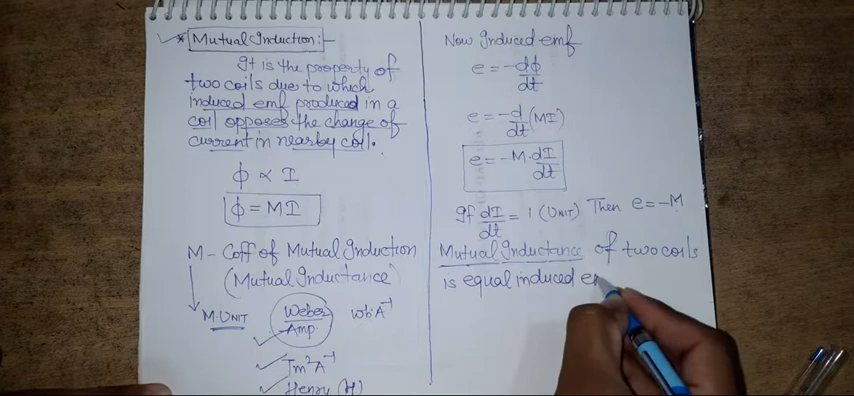 * Mutual Induction:-
It is the property of
two coils due to which
induced emf produced in a
coil opposes the change of
current in nearby coil.
ϕ ∝ I
ϕ = MI
M - Coff of Mutual Induction
(Mutual Inductance)
M.UNIT Weber/Amp wb.A⁻¹
Tm²A⁻¹
Henry (H)
Now Induced emf
e = -dϕ/dt
e = -d/dt (MI)
e = -M.dI/dt
If dI/dt = 1 (UNIT) Then e = -M
Mutual Inductance of two coils
is equal induced em